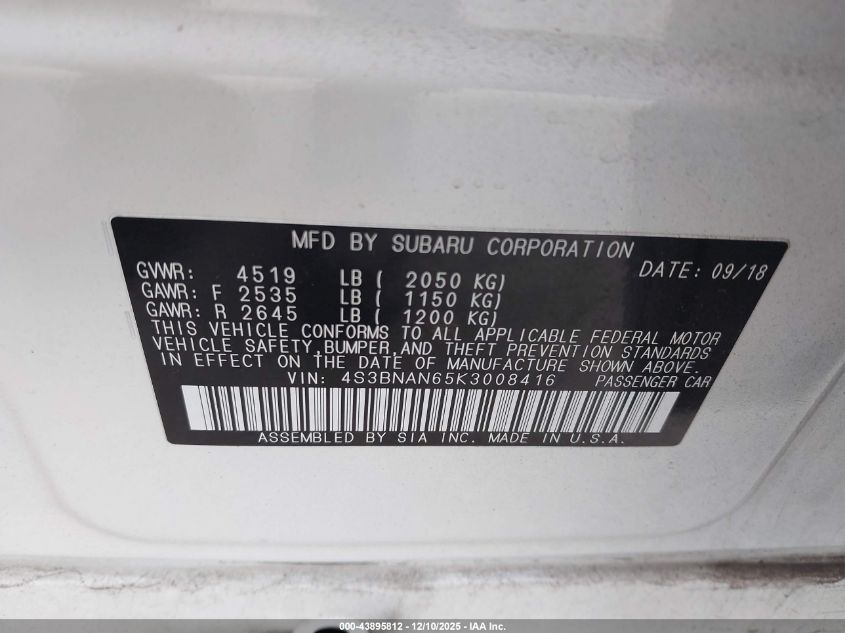 MFD BY SUBARU CORPORATION
GVWR: 4519 LB ( 2050 KG) DATE: 09/18
GAWR: F 2535 LB ( 1150 KG)
GAWR: R 2645 LB ( 1200 KG)
THIS VEHICLE CONFORMS TO ALL APPLICABLE FEDERAL MOTOR
VEHICLE SAFETY,BUMPER,AND THEFT PREVENTION STANDARDS
IN EFFECT ON THE DATE OF MANUFACTURE SHOWN ABOVE.
VIN: 4S3BNAN65K3008416 PASSENGER CAR
ASSEMBLED BY SIA INC. MADE IN U.S.A.
000-43895812 - 12/10/2025 - IAA Inc.